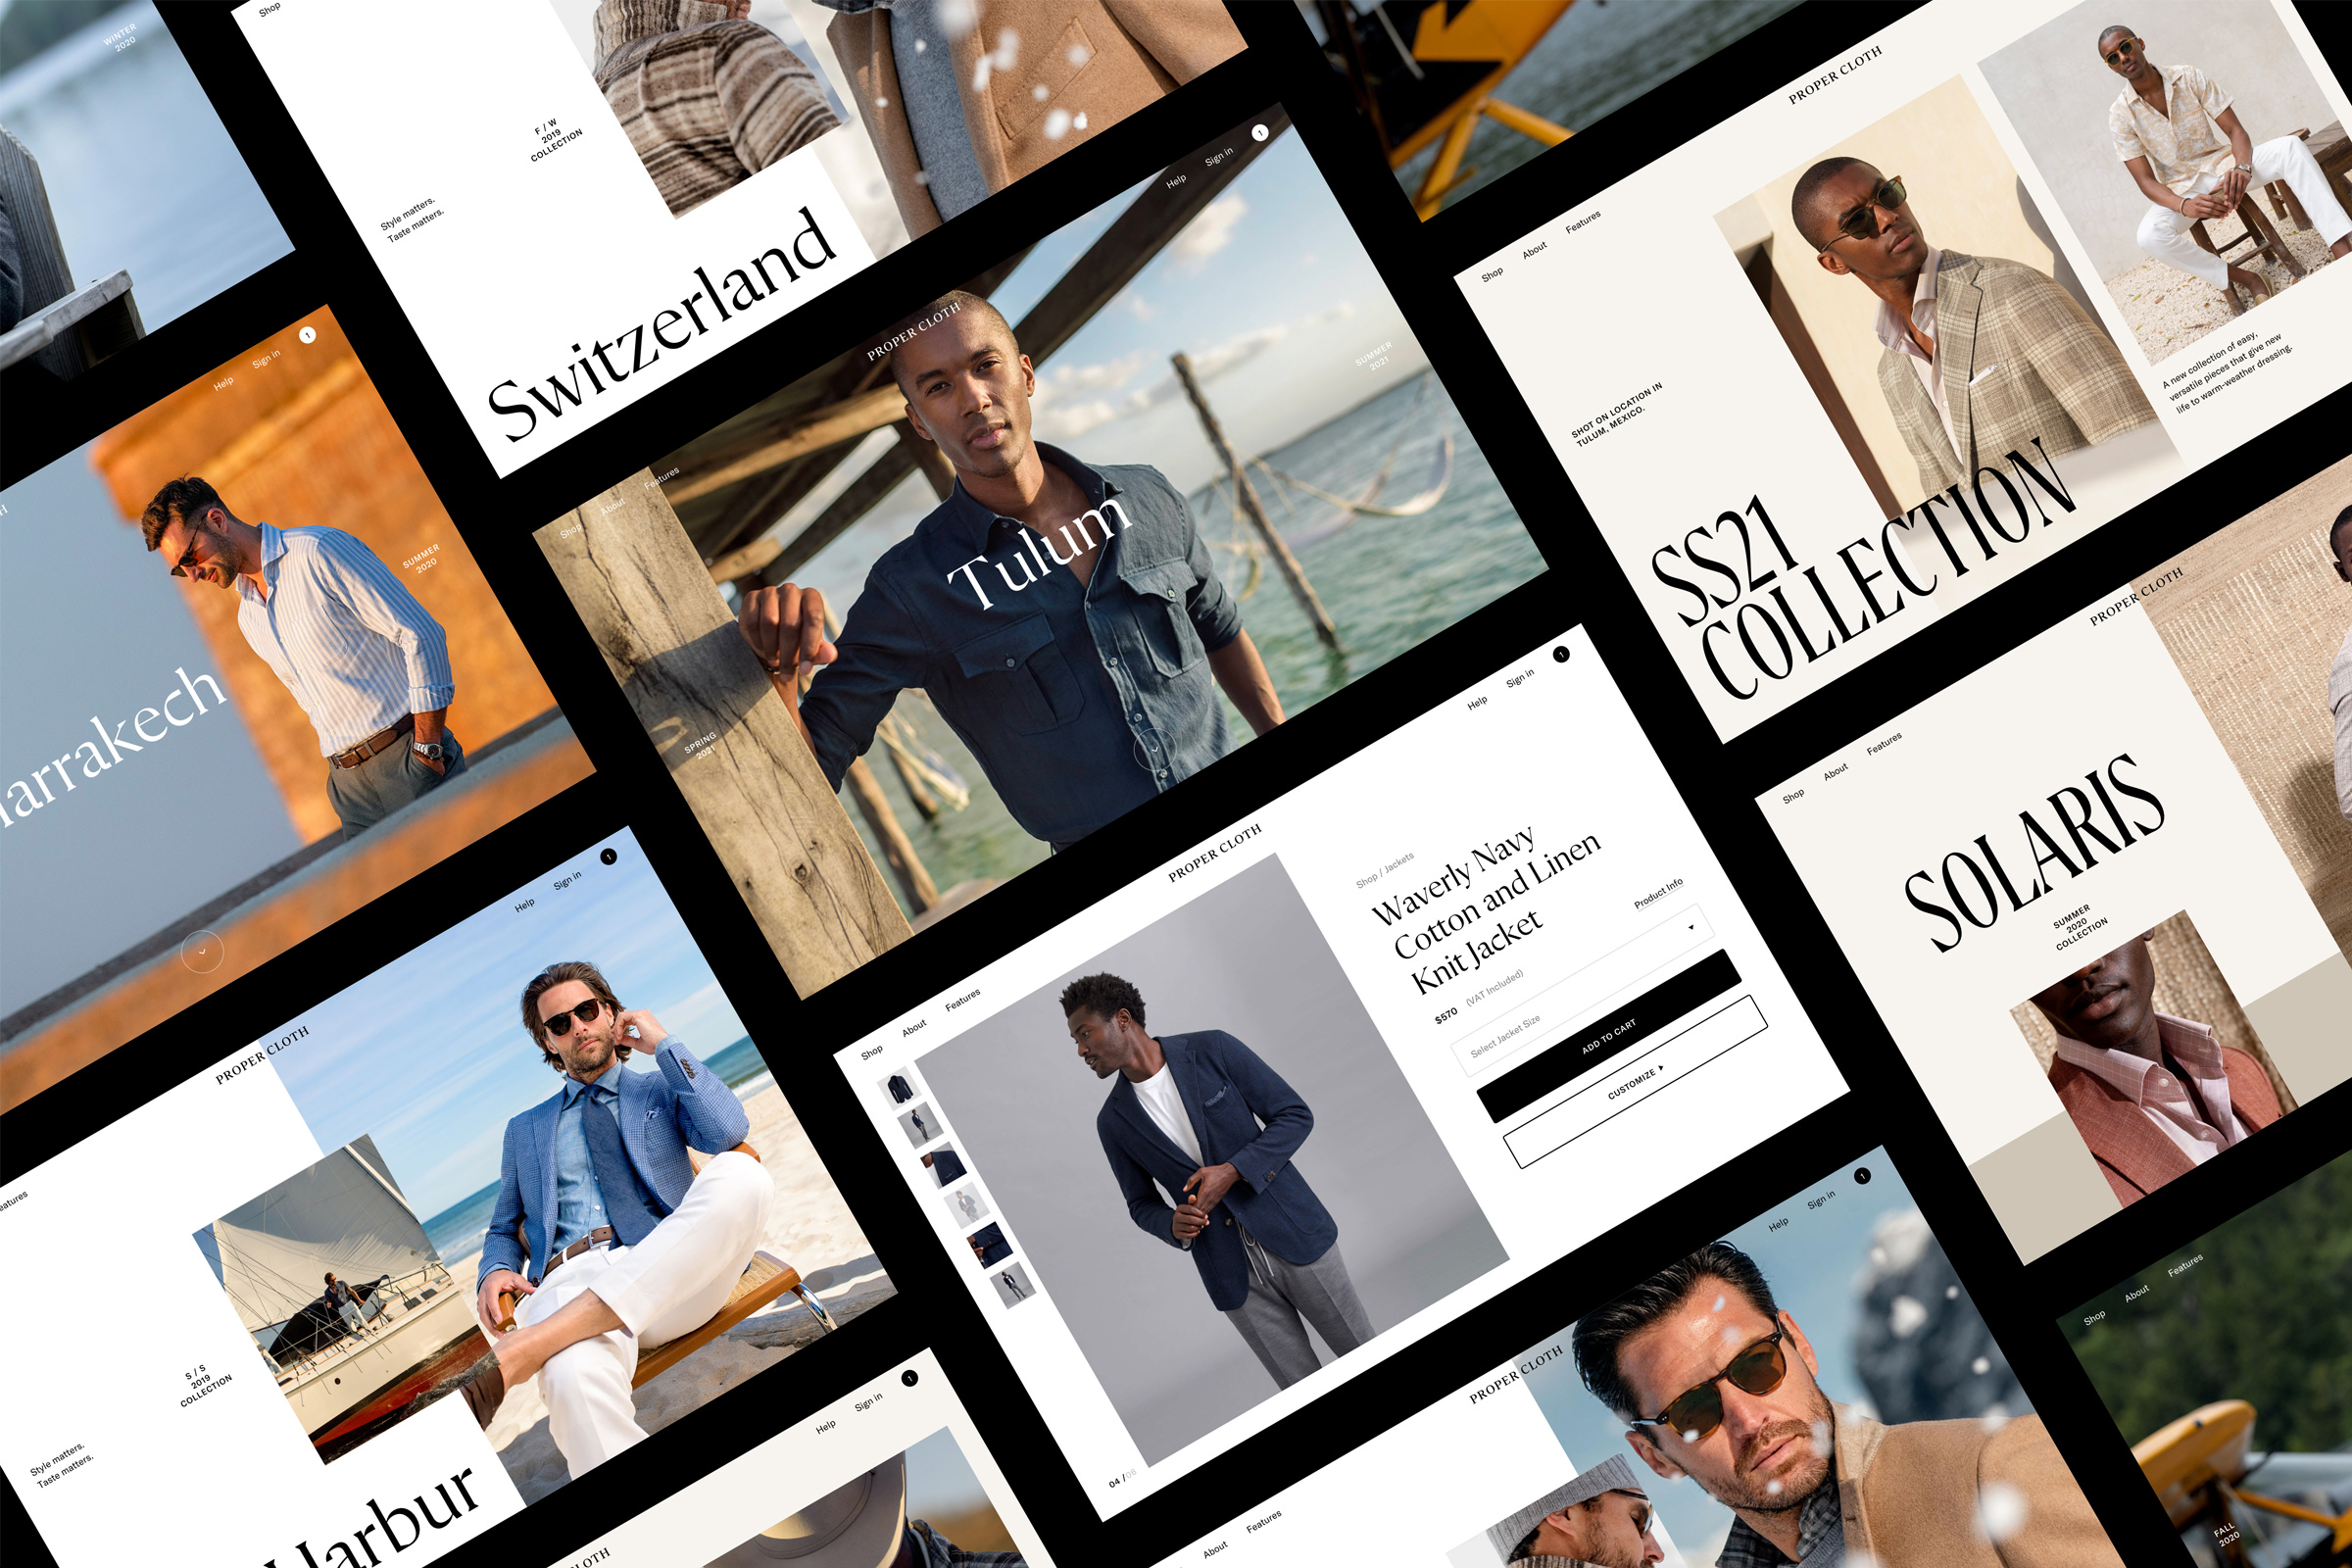 WINTER
2020
Shop
F / W
2019
COLLECTION
Style matters.
Taste matters.
Switzerland
Help
Sign in
1
SUMMER
2020
arrakech
Shop
About
Features
PROPER CLOTH
Help
Sign in
1
Tulum
SUMMER
2021
SPRING
2021
Shop
About
Features
PROPER CLOTH
SHOT ON LOCATION IN
TULUM, MEXICO.
SS21
COLLECTION
A new collection of easy,
versatile pieces that give new
life to warm-weather dressing.
Shop
About
Features
PROPER CLOTH
SOLARIS
SUMMER
2020
COLLECTION
Shop
About
Features
PROPER CLOTH
Help
Sign in
1
Shop / Jackets
Waverly Navy
Cotton and Linen
Knit Jacket
$570 (VAT Included)
Product Info
Select Jacket Size
ADD TO CART
CUSTOMIZE
04 /06
eatures
PROPER CLOTH
Help
Sign in
1
S / S
2019
COLLECTION
Style matters.
Taste matters.
Harbur
Help
Sign in
1
LOTH
About
Features
PROPER CLOTH
Help
Sign in
1
Shop
About
Features
FALL
2020